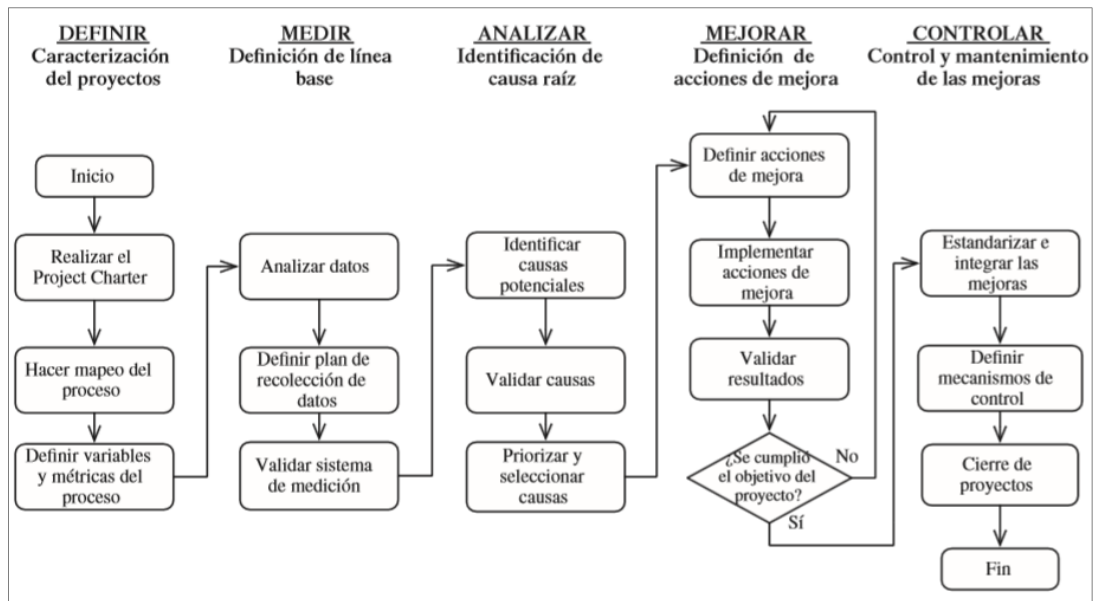 DEFINIR
Caracterización
del proyectos
MEDIR
Definición de línea
base
ANALIZAR
Identificación de
causa raíz
MEJORAR
Definición de
acciones de mejora
CONTROLAR
Control y mantenimiento
de las mejoras
Inicio
Realizar el
Project Charter
Hacer mapeo del
proceso
Definir variables
y métricas del
proceso
Analizar datos
Definir plan de
recolección de
datos
Validar sistema
de medición
Identificar
causas
potenciales
Validar causas
Priorizar y
seleccionar
causas
Definir acciones
de mejora
Implementar
acciones de
mejora
Validar
resultados
¿Se cumplió
el objetivo del
proyecto?
No
Sí
Estandarizar e
integrar las
mejoras
Definir
mecanismos de
control
Cierre de
proyectos
Fin